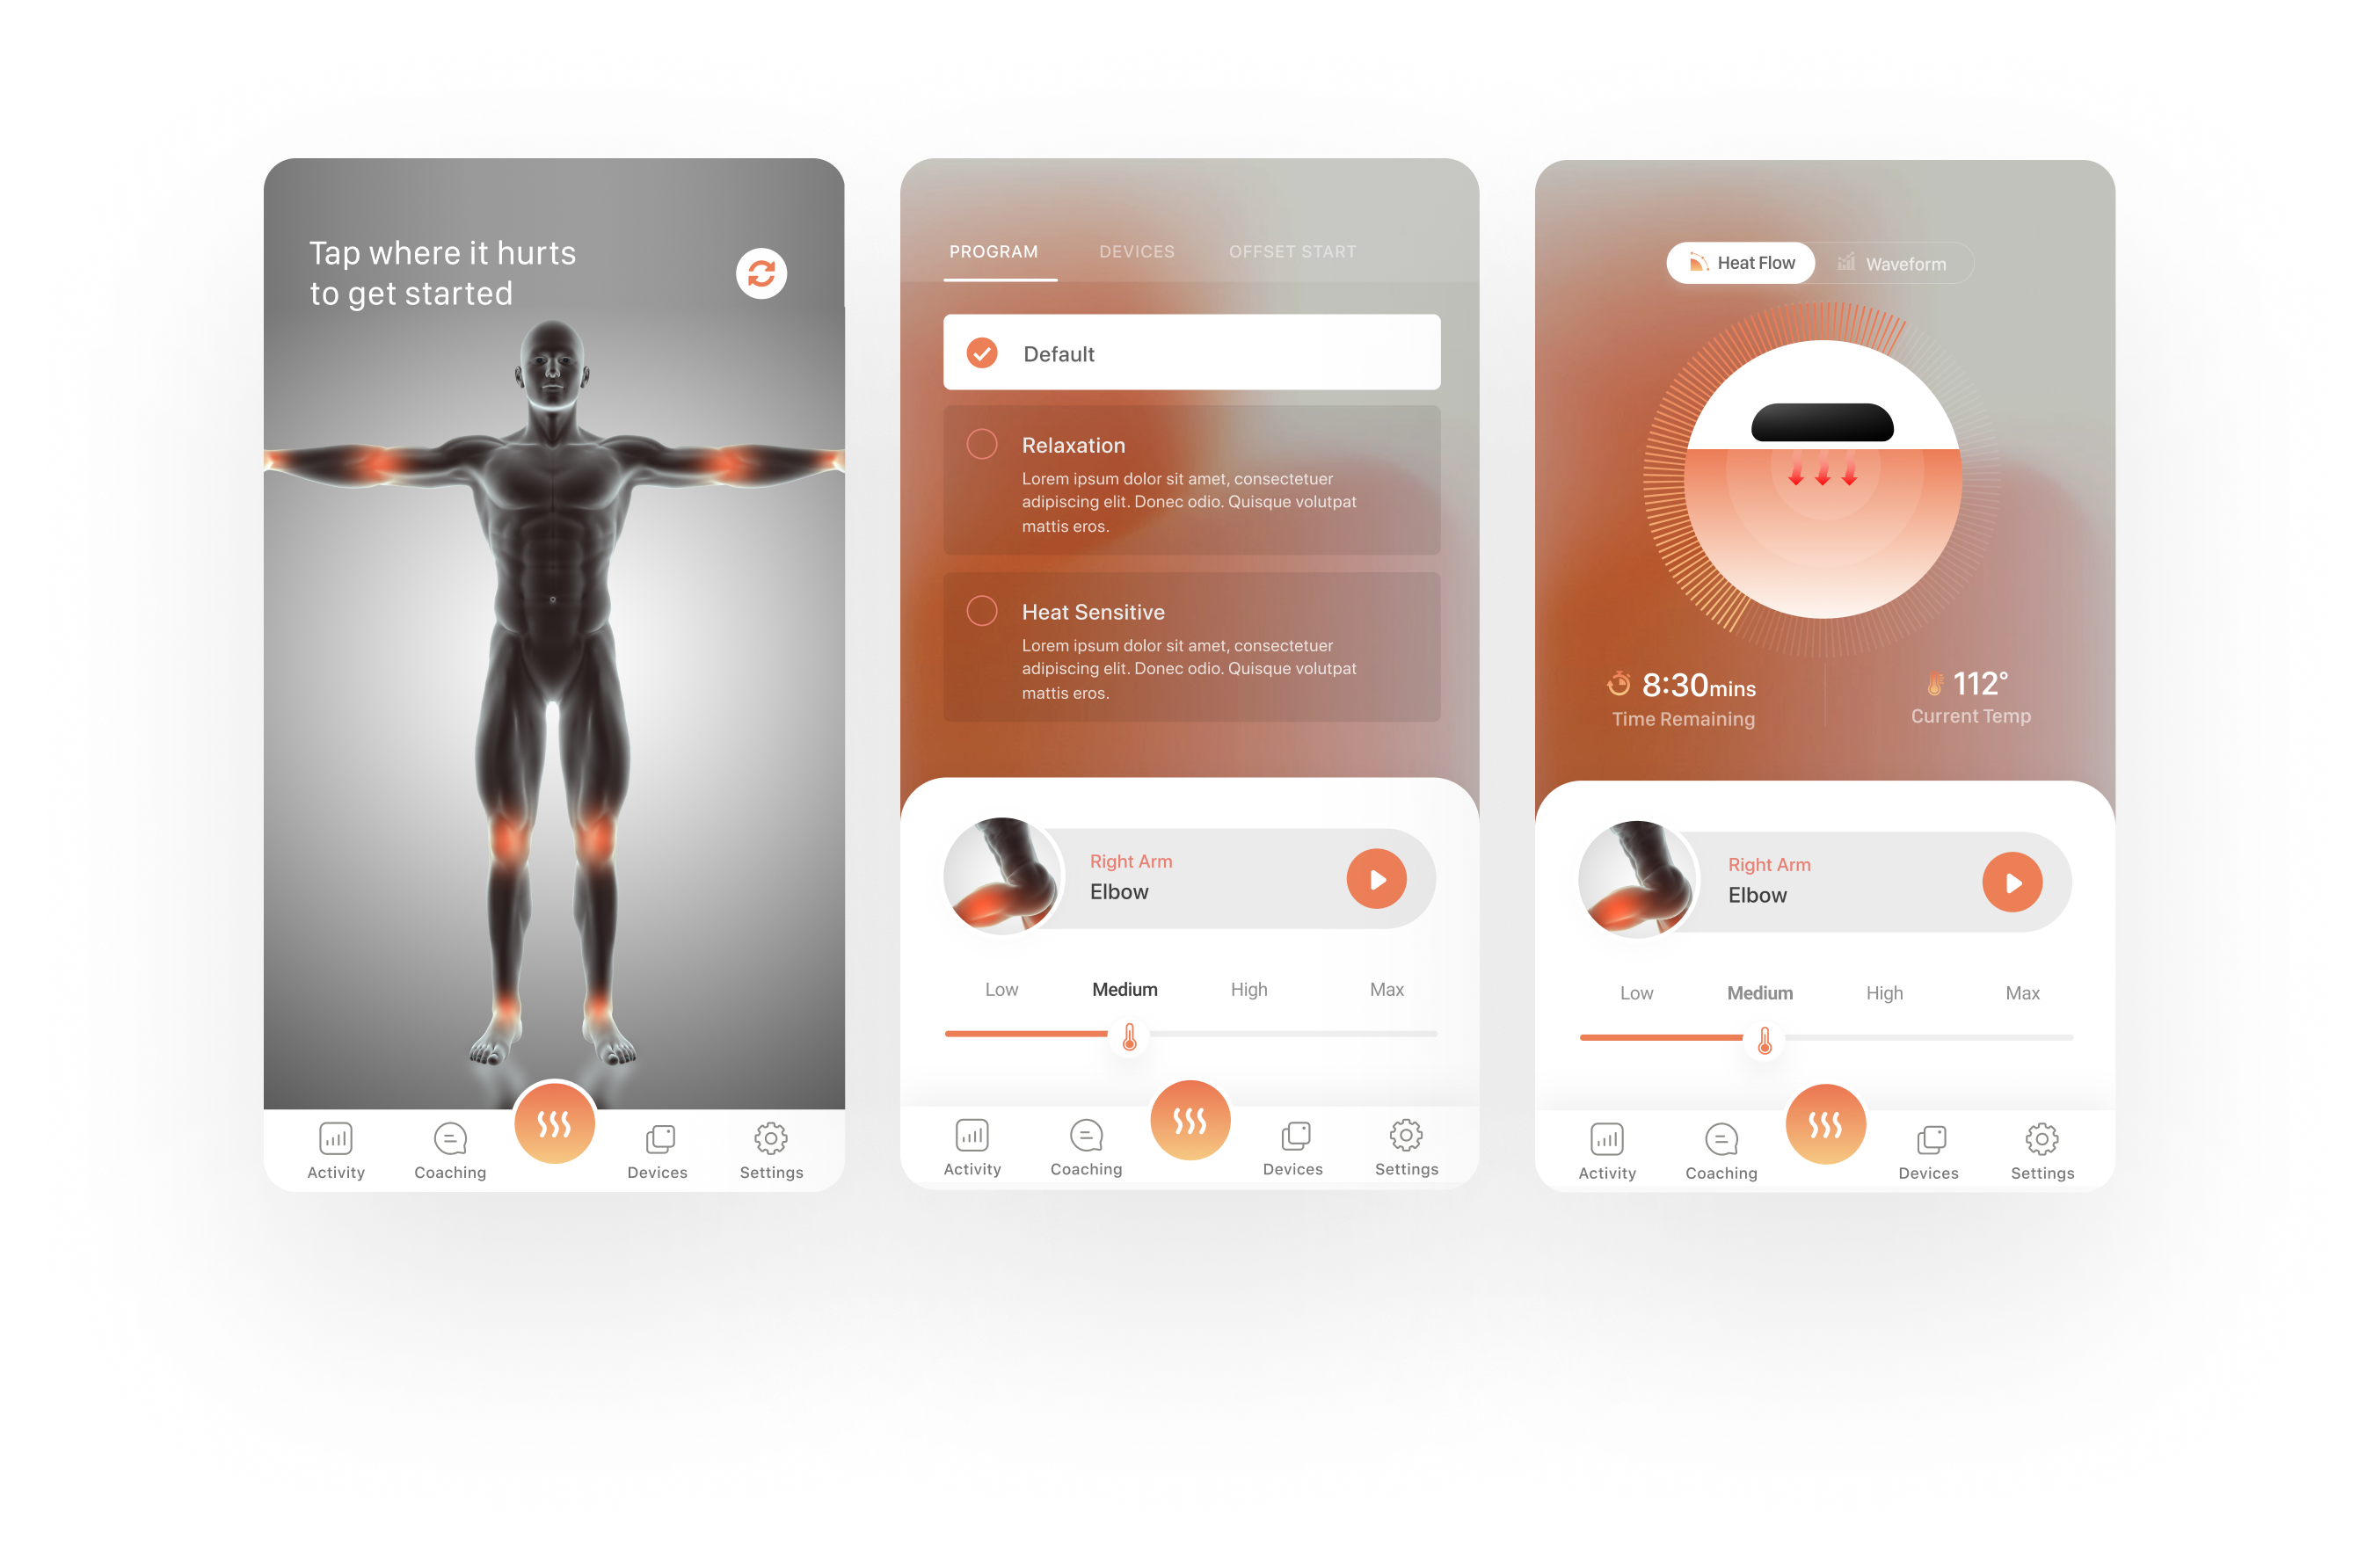 Tap where it hurts
to get started
Activity
Coaching
Devices
Settings
PROGRAM
DEVICES
OFFSET START
Default
Relaxation
Lorem ipsum dolor sit amet, consectetuer
adipiscing elit. Donec odio. Quisque volutpat
mattis eros.
Heat Sensitive
Lorem ipsum dolor sit amet, consectetuer
adipiscing elit. Donec odio. Quisque volutpat
mattis eros.
Right Arm
Elbow
Low
Medium
High
Max
Activity
Coaching
Devices
Settings
Heat Flow
Waveform
8:30mins
Time Remaining
112°
Current Temp
Right Arm
Elbow
Low
Medium
High
Max
Activity
Coaching
Devices
Settings